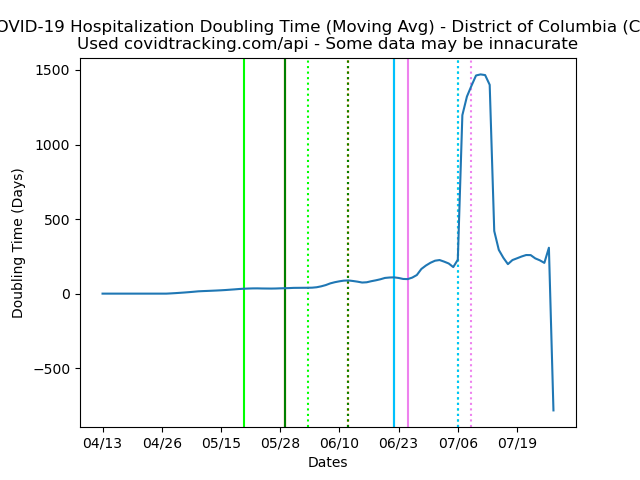 OVID-19 Hospitalization Doubling Time (Moving Avg) - District of Columbia (C
Used covidtracking.com/api - Some data may be innacurate
1500
1000
500
0
−500
Doubling Time (Days)
04/13 04/26 05/15 05/28 06/10 06/23 07/06 07/19
Dates